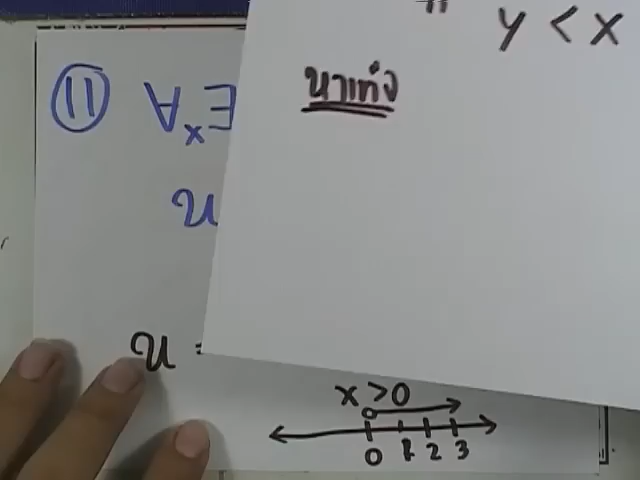 y < x
หาเท่ง
⑪ ∀x∃
𝒰
𝒰 =
x > 0
0 1 2 3